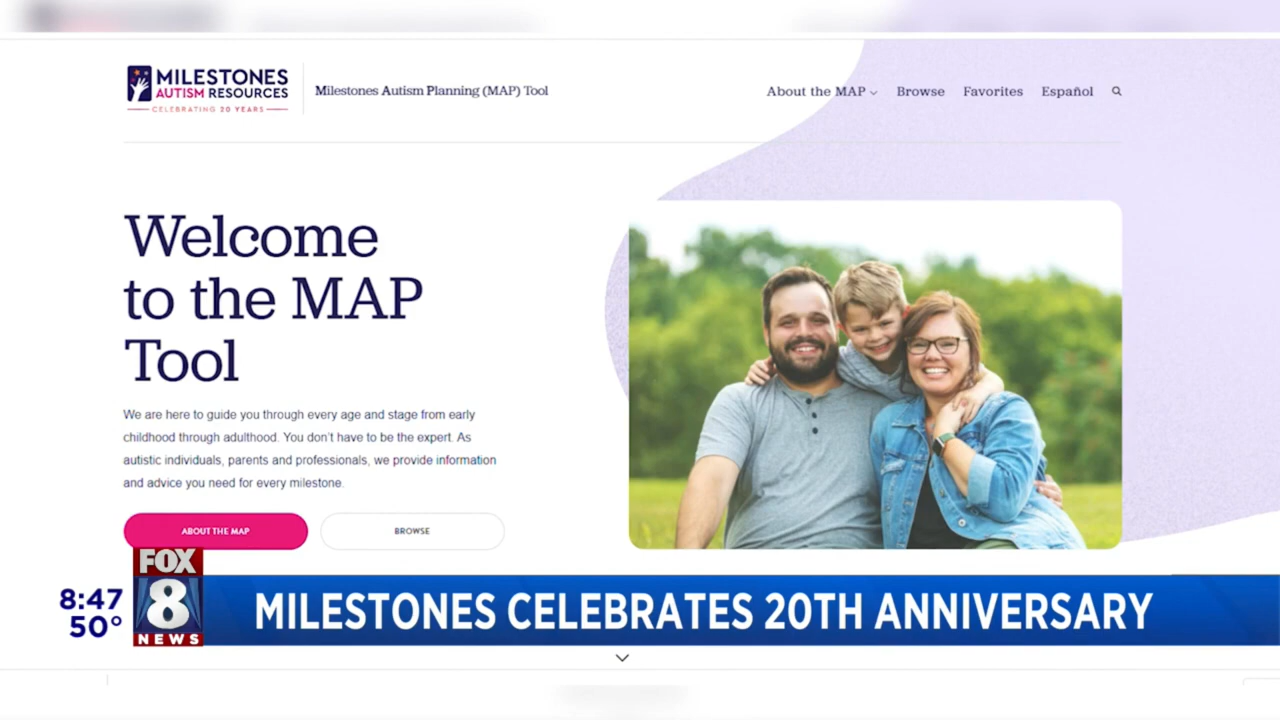 MILESTONES
AUTISM RESOURCES
CELEBRATING 20 YEARS
Milestones Autism Planning (MAP) Tool
About the MAP
Browse
Favorites
Español
Welcome
to the MAP
Tool
We are here to guide you through every age and stage from early
childhood through adulthood. You don't have to be the expert. As
autistic individuals, parents and professionals, we provide information
and advice you need for every milestone.
ABOUT THE MAP
BROWSE
8:47
50°
FOX
8
NEWS
MILESTONES CELEBRATES 20TH ANNIVERSARY